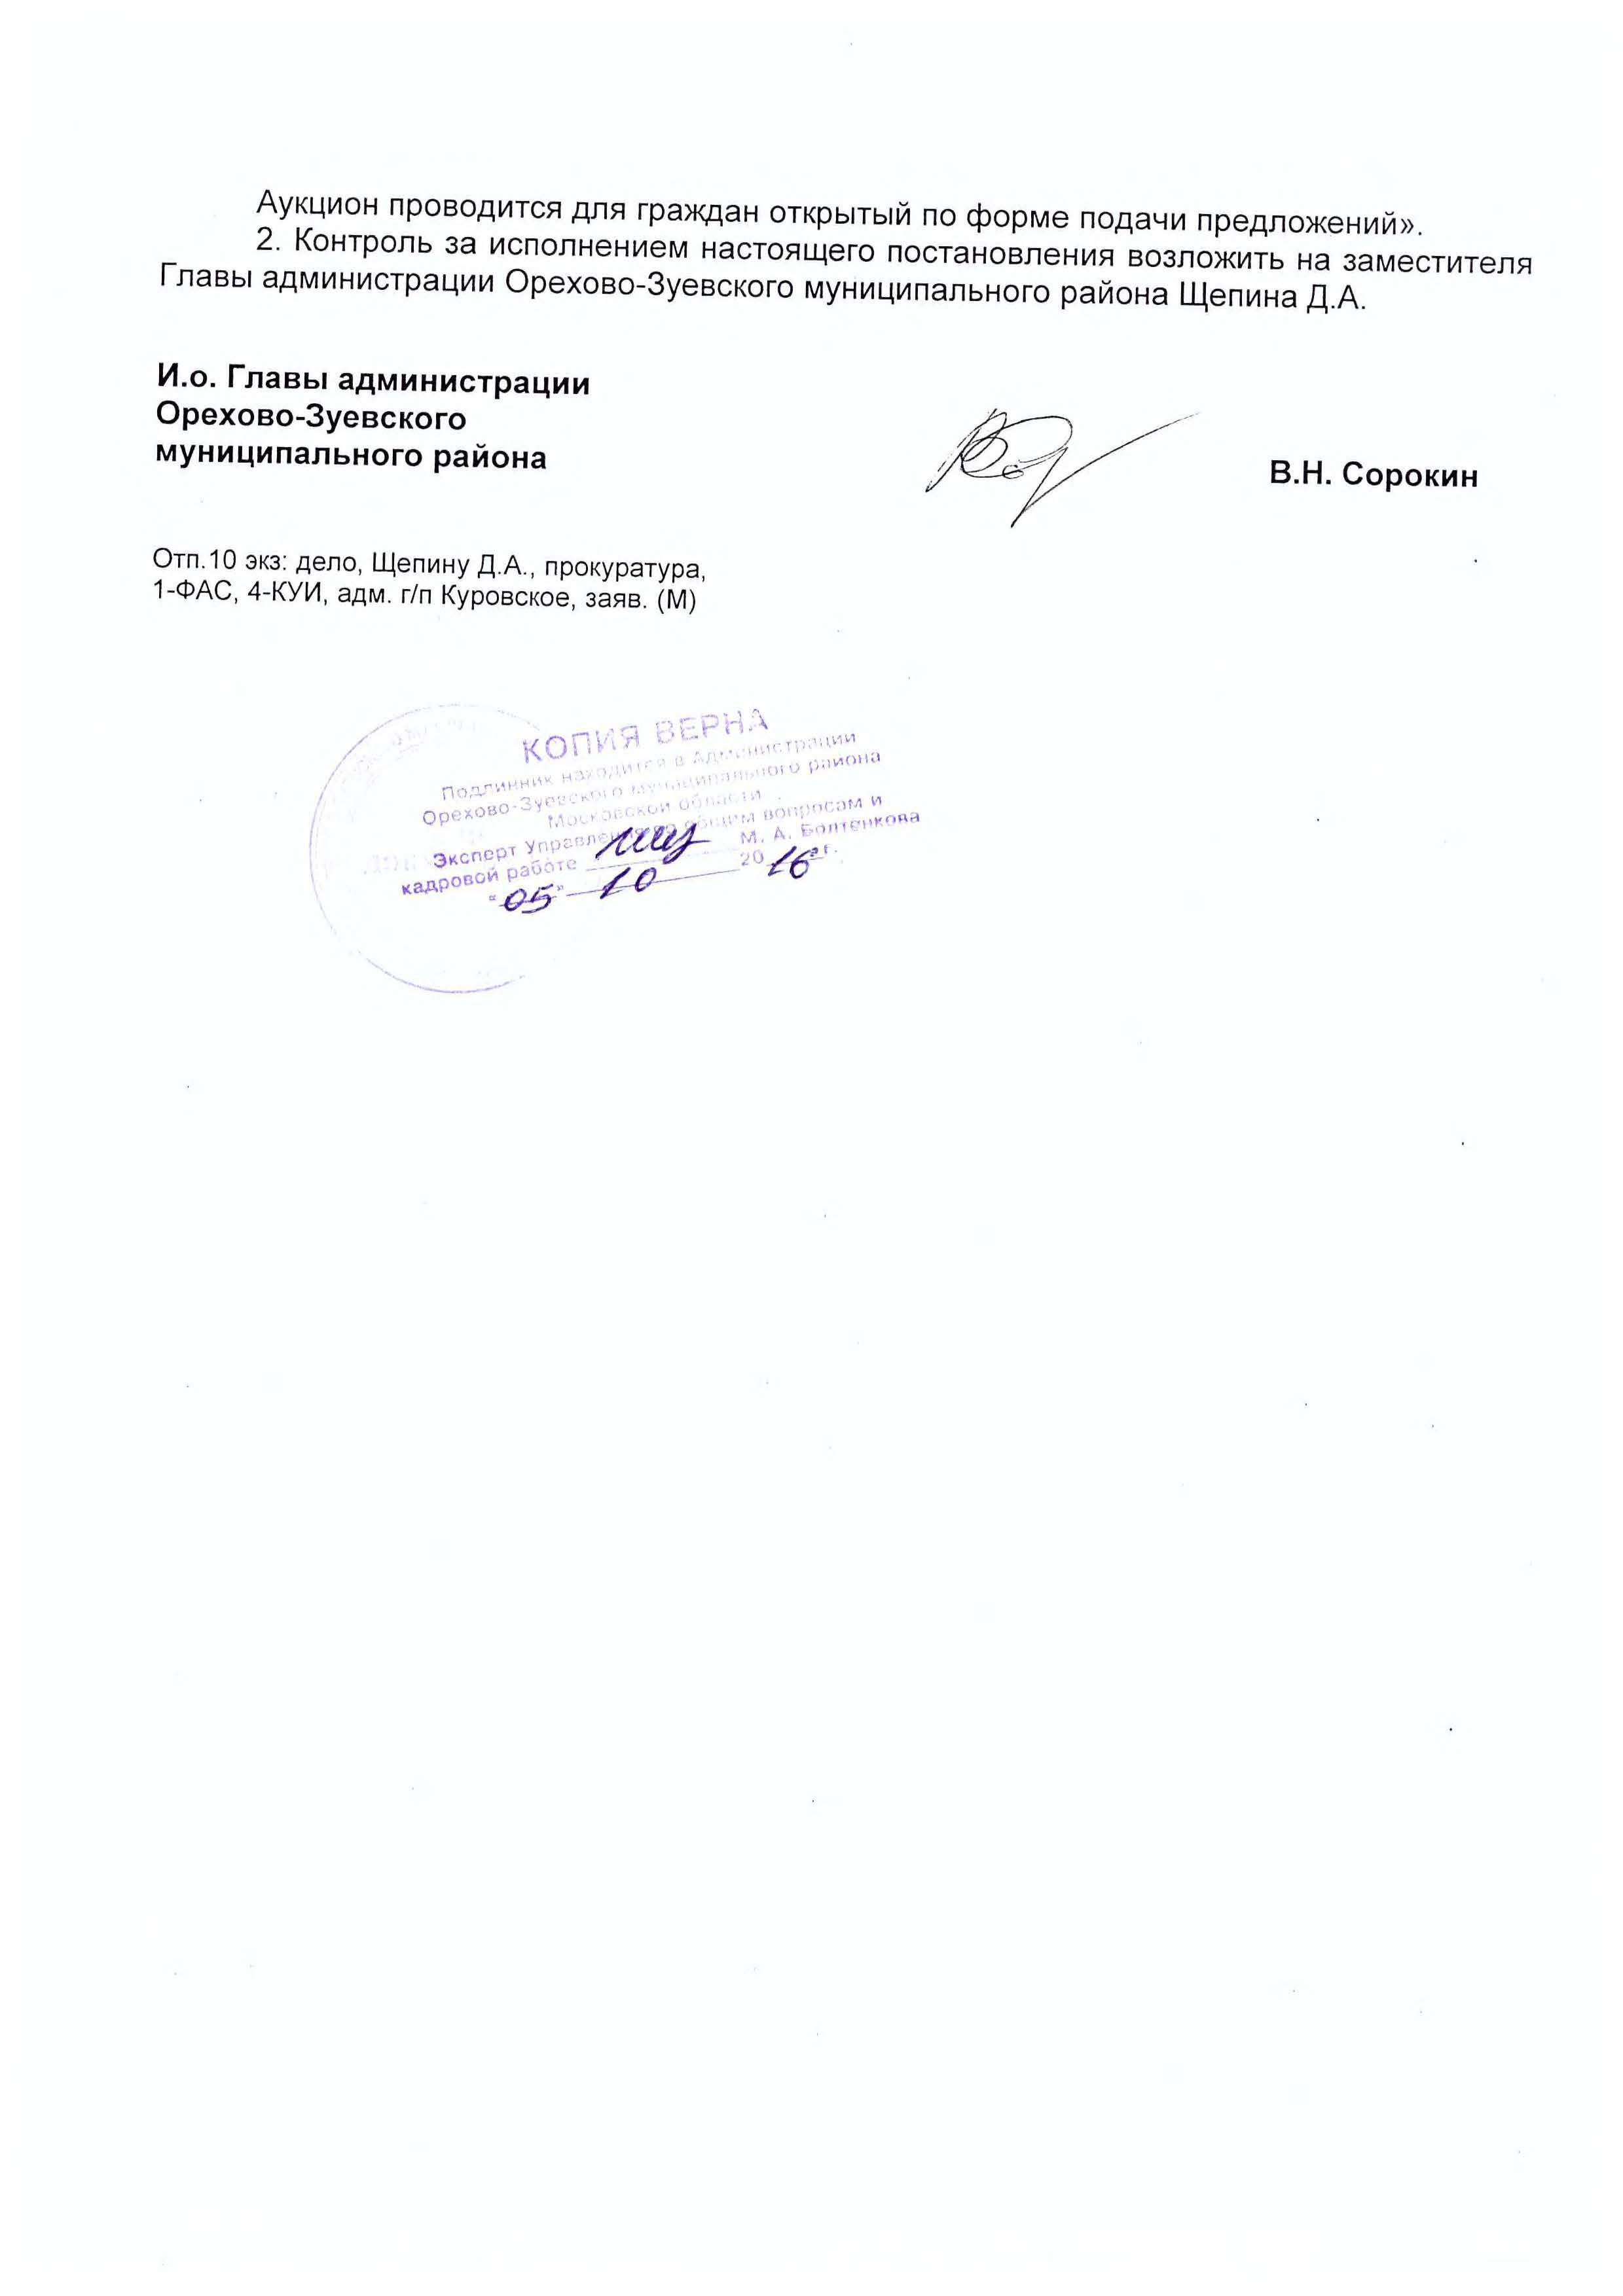 Аукцион проводится для граждан открытый по форме подачи предложений».
2. Контроль за исполнением настоящего постановления возложить на заместителя
Главы администрации Орехово-Зуевского муниципального района Щепина Д.А.
И.о. Главы администрации
Орехово-Зуевского
муниципального района
В.Н. Сорокин
Отп.10 экз: дело, Щепину Д.А., прокуратура,
1-ФАС, 4-КУИ, адм. г/п Куровское, заяв. (М)
КОПИЯ ВЕРНА
Подлинник находится в Администрации
Орехово-Зуевского муниципального района
Московской области
Эксперт Управления по общим вопросам и
кадровой работе М. А. Болтенкова
"05" 10 2016 г.